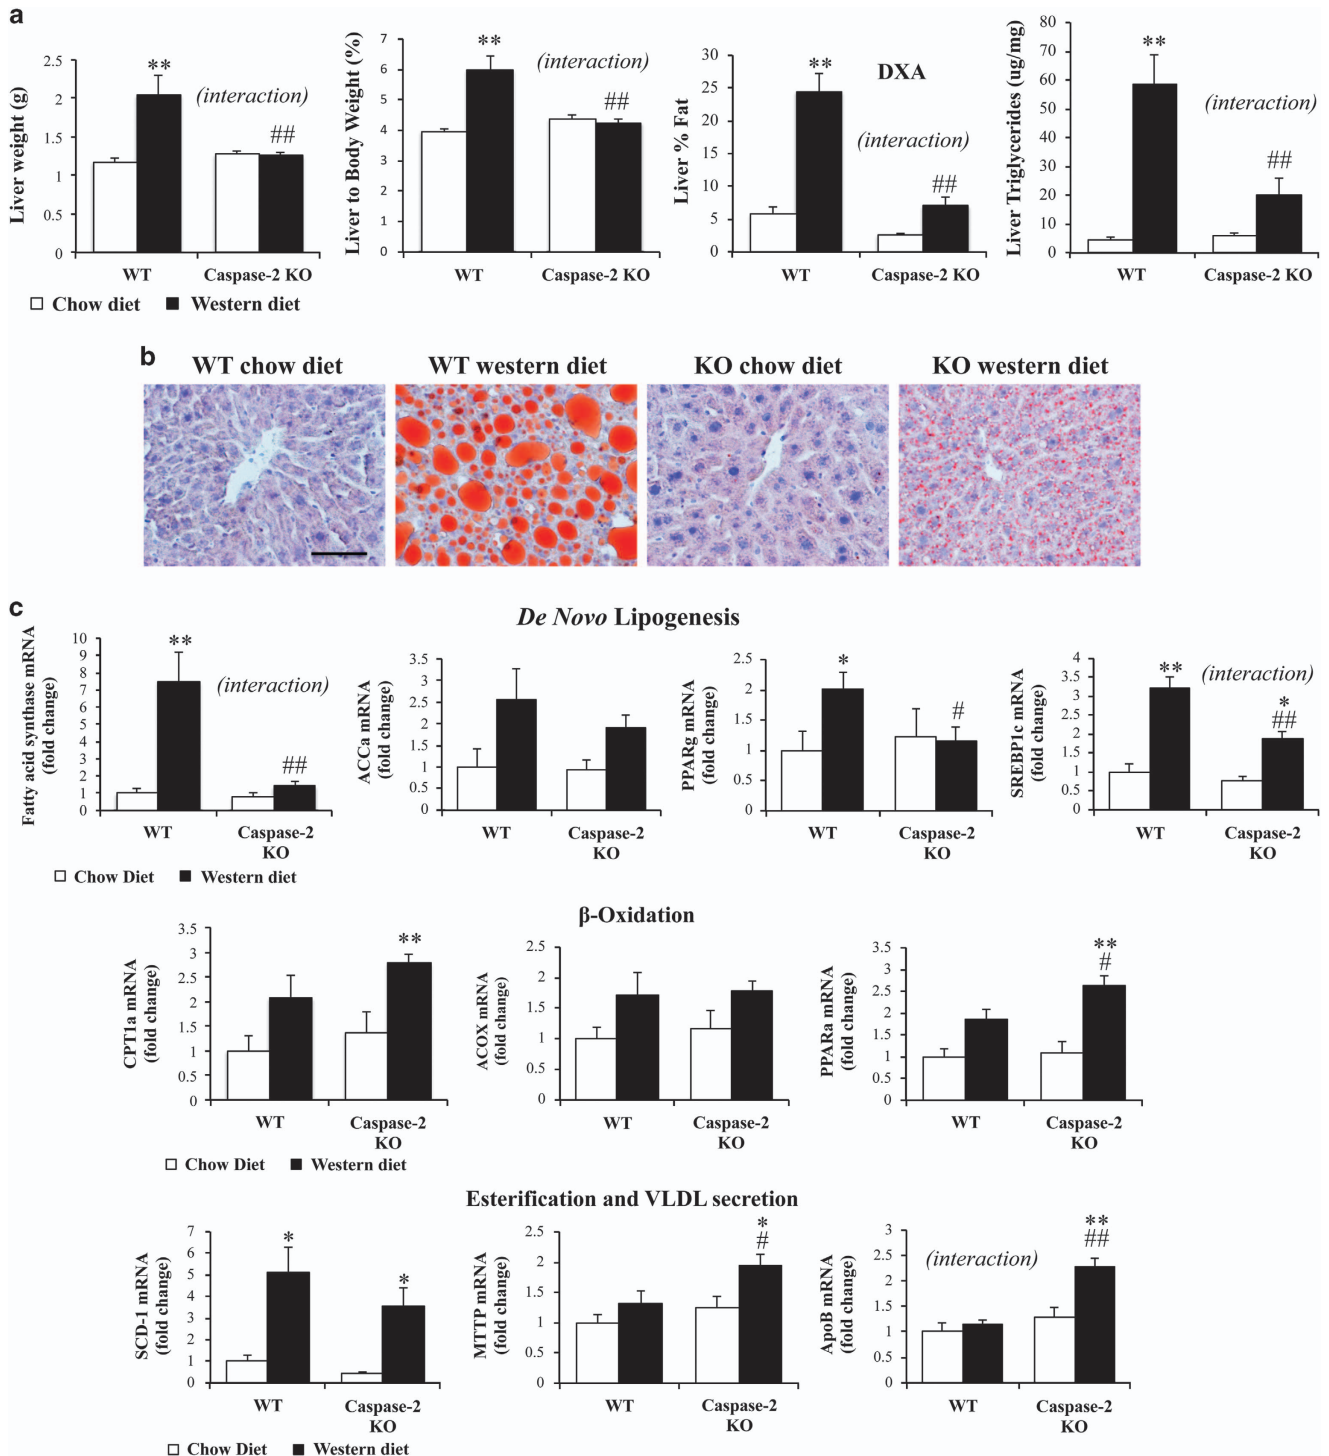 a
Liver weight (g)
2.5
2
1.5
1
0.5
0
**
(interaction)
##
WT
Caspase-2 KO
Liver to Body Weight (%)
7
6
5
4
3
2
1
0
**
(interaction)
##
WT
Caspase-2 KO
Liver % Fat
30
25
20
15
10
5
0
**
DXA
(interaction)
##
WT
Caspase-2 KO
Liver Triglycerides (ug/mg)
80
70
60
50
40
30
20
10
0
**
(interaction)
##
WT
Caspase-2 KO
Chow diet Western diet
b
WT chow diet WT western diet KO chow diet KO western diet
c
De Novo Lipogenesis
Fatty acid synthase mRNA
(fold change)
10
9
8
7
6
5
4
3
2
1
0
**
(interaction)
##
WT
Caspase-2
KO
ACCa mRNA
(fold change)
3.5
3
2.5
2
1.5
1
0.5
0
WT
Caspase-2
KO
PPARg mRNA
(fold change)
2.5
2
1.5
1
0.5
0
*
#
WT
Caspase-2
KO
SREBP1c mRNA
(fold change)
4
3.5
3
2.5
2
1.5
1
0.5
0
**
(interaction)
*
##
WT
Caspase-2
KO
Chow Diet Western diet
β-Oxidation
CPT1a mRNA
(fold change)
3.5
3
2.5
2
1.5
1
0.5
0
**
WT
Caspase-2
KO
ACOX mRNA
(fold change)
2.5
2
1.5
1
0.5
0
WT
Caspase-2
KO
PPARa mRNA
(fold change)
3.5
3
2.5
2
1.5
1
0.5
0
**
#
WT
Caspase-2
KO
Chow Diet Western diet
Esterification and VLDL secretion
SCD-1 mRNA
(fold change)
7
6
5
4
3
2
1
0
*
*
WT
Caspase-2
KO
MTTP mRNA
(fold change)
2.5
2
1.5
1
0.5
0
*
#
WT
Caspase-2
KO
ApoB mRNA
(fold change)
3
2.5
2
1.5
1
0.5
0
(interaction)
**
##
WT
Caspase-2
KO
Chow Diet Western diet